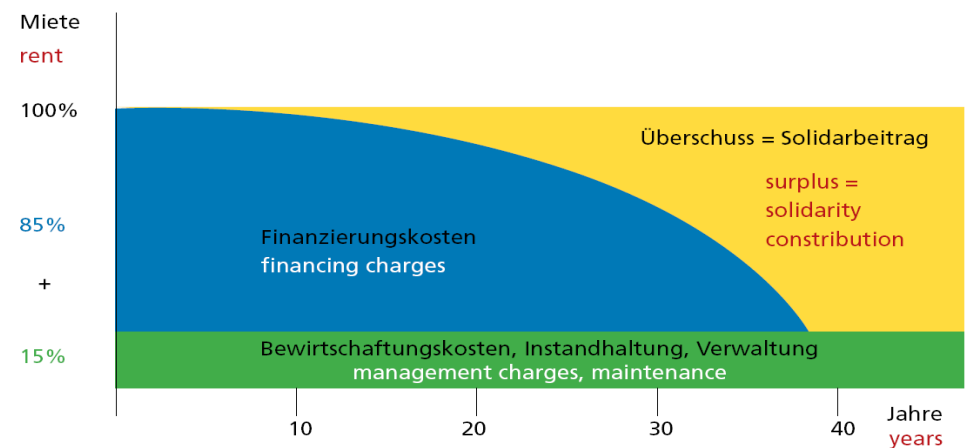 Miete
rent
100%
Überschuss = Solidarbeitrag
surplus =
solidarity
constribution
85%
Finanzierungskosten
financing charges
+
15%
Bewirtschaftungskosten, Instandhaltung, Verwaltung
management charges, maintenance
10
20
30
40
Jahre
years